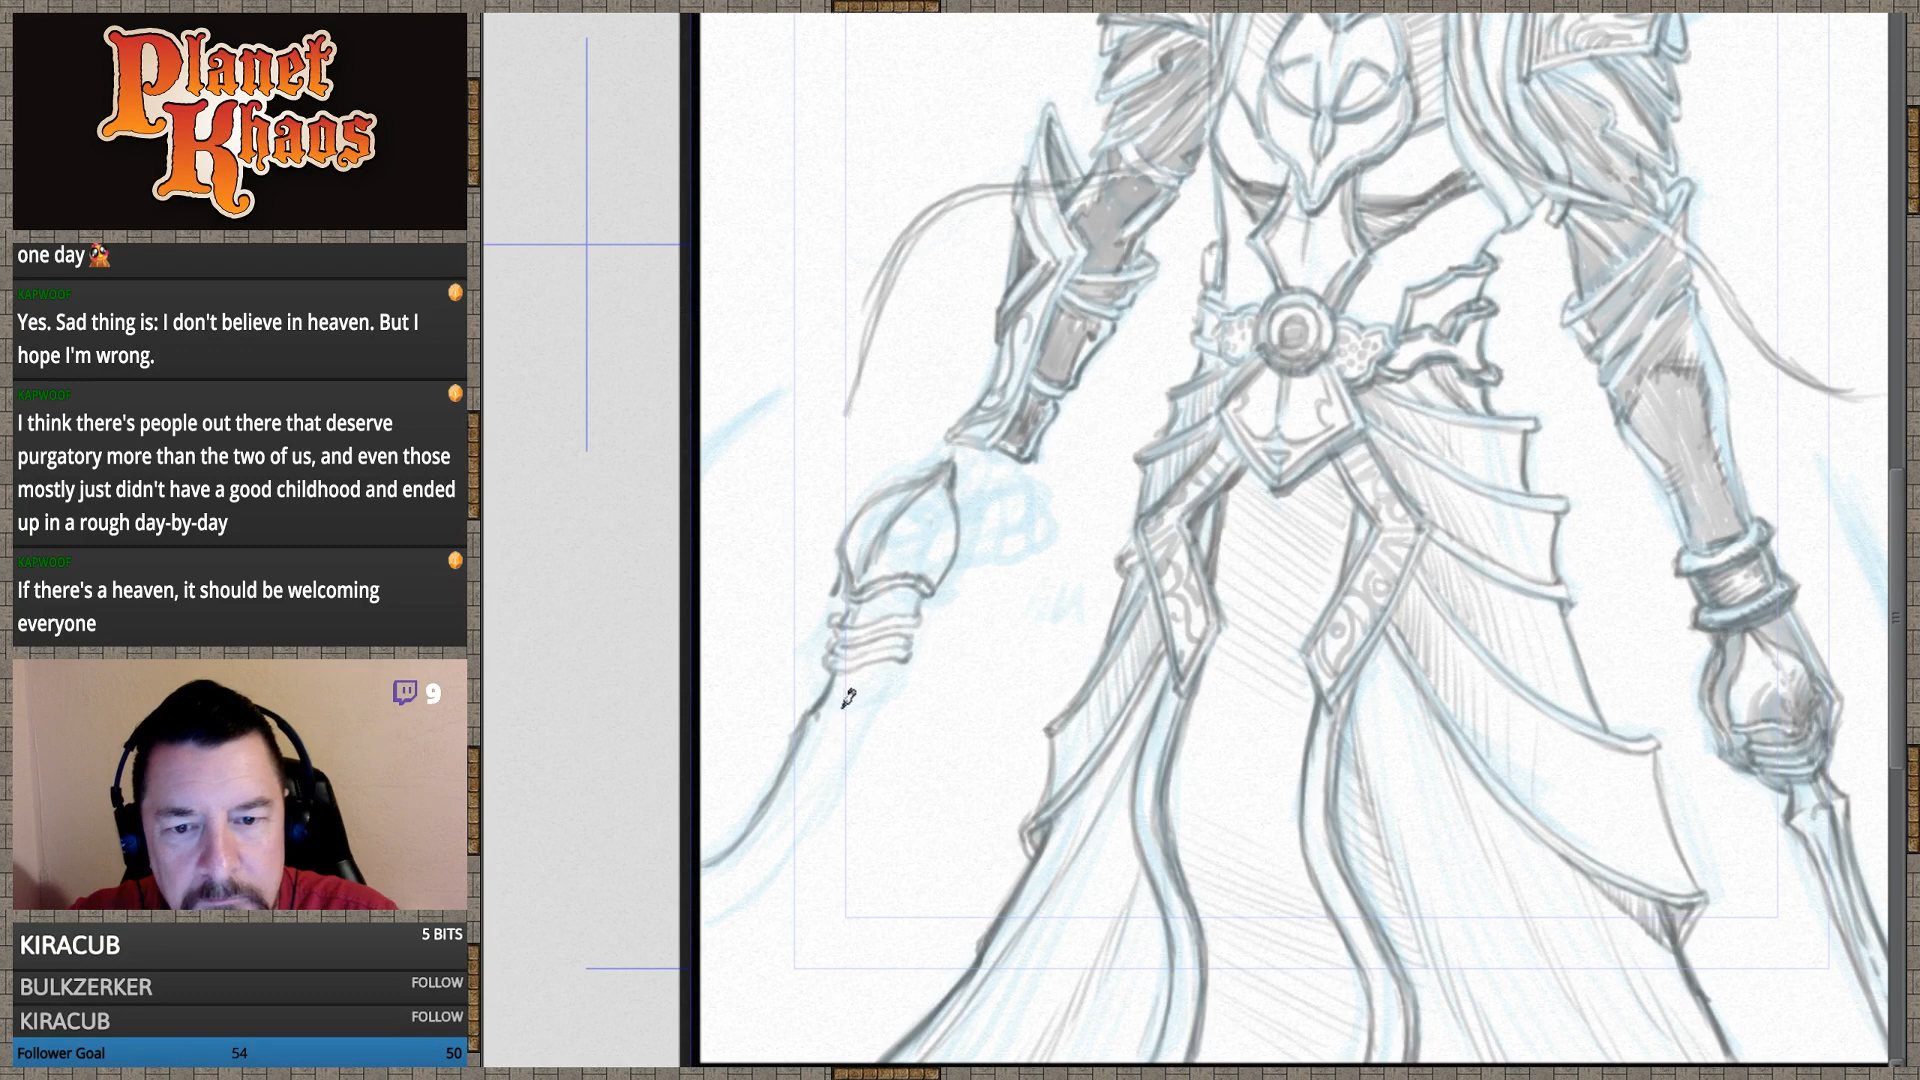 Planet
Khaos
one day
KAPWOOF
Yes. Sad thing is: I don't believe in heaven. But I
hope I'm wrong.
KAPWOOF
I think there's people out there that deserve
purgatory more than the two of us, and even those
mostly just didn't have a good childhood and ended
up in a rough day-by-day
KAPWOOF
If there's a heaven, it should be welcoming
everyone
9
KIRACUB 5 BITS
BULKZERKER FOLLOW
KIRACUB FOLLOW
Follower Goal 54 50